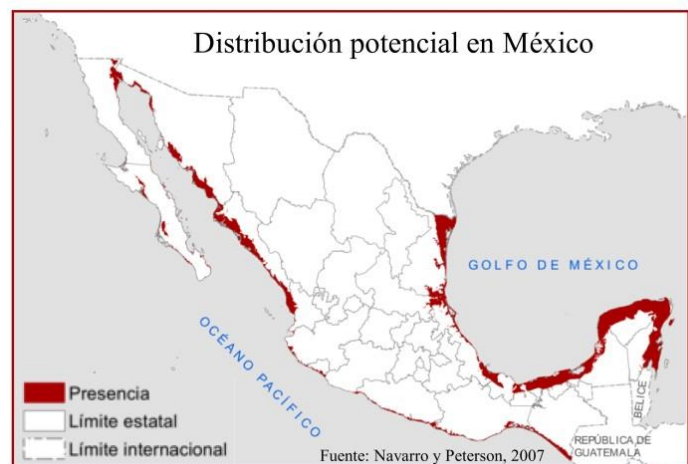 Distribución potencial en México
GOLFO DE MÉXICO
OCÉANO PACÍFICO
BELICE
Presencia
Límite estatal
Límite internacional
REPÚBLICA DE
GUATEMALA
Fuente: Navarro y Peterson, 2007